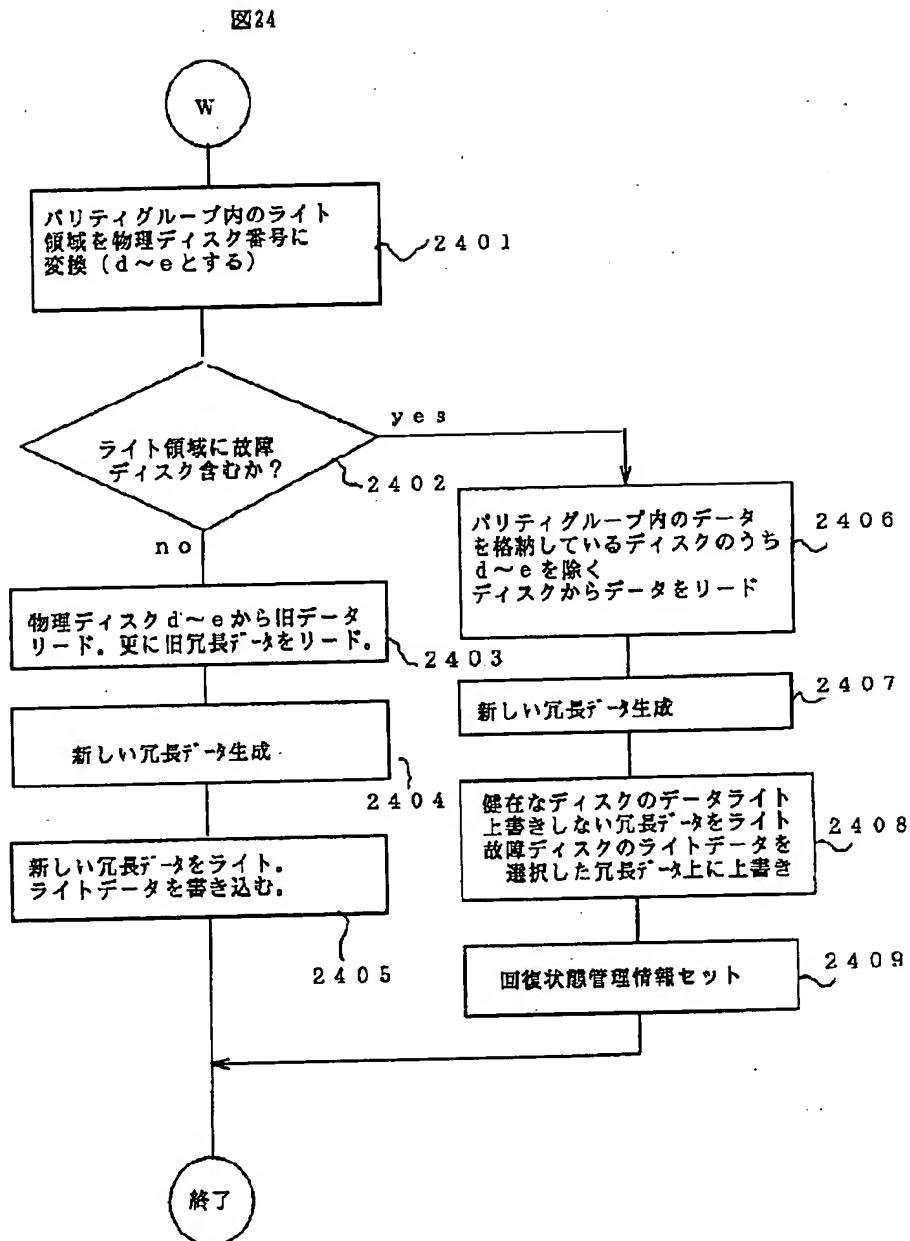 図24
W
パリティグループ内のライト
領域を物理ディスク番号に
変換（d～eとする）
2401
ライト領域に故障
ディスク含むか？
2402
yes
no
物理ディスクd～eから旧データ
リード。更に旧冗長データをリード。
2403
新しい冗長データ生成
2404
新しい冗長データをライト。
ライトデータを書き込む。
2405
パリティグループ内のデータ
を格納しているディスクのうち
d～eを除く
ディスクからデータをリード
2406
新しい冗長データ生成
2407
健在なディスクのデータライト
上書きしない冗長データをライト
故障ディスクのライトデータを
選択した冗長データ上に上書き
2408
回復状態管理情報セット
2409
終了